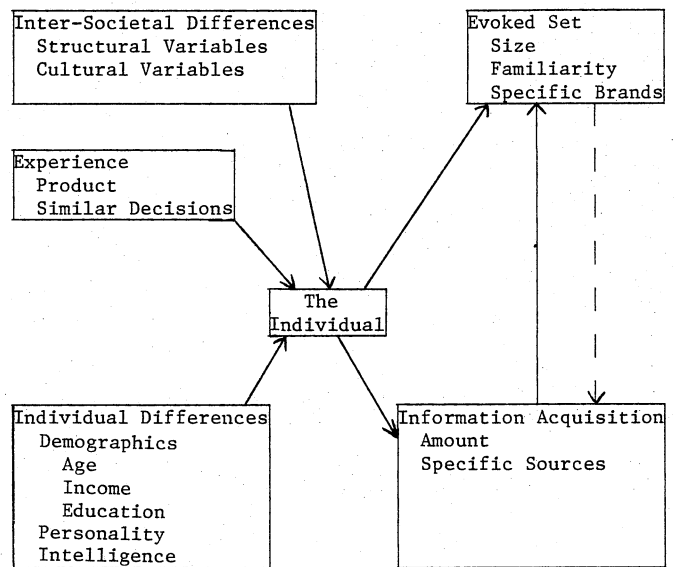 Inter-Societal Differences
Structural Variables
Cultural Variables
Evoked Set
Size
Familiarity
Specific Brands
Experience
Product
Similar Decisions
The
Individual
Individual Differences
Demographics
Age
Income
Education
Personality
Intelligence
Information Acquisition
Amount
Specific Sources